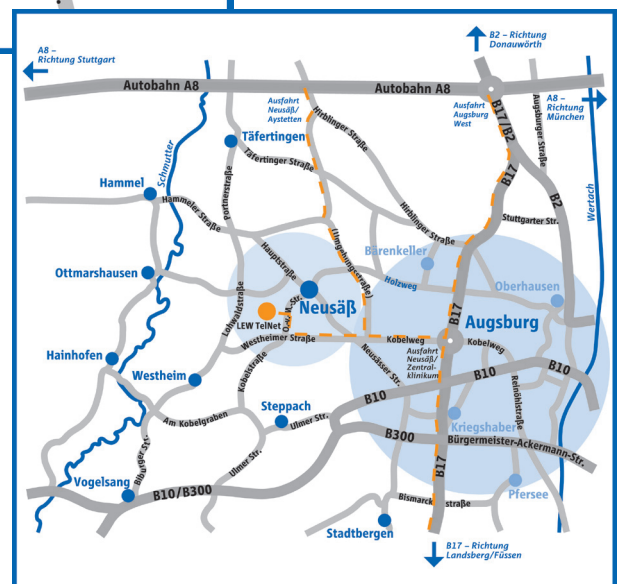 B2 –
Richtung
Donauwörth
A8 –
Richtung Stuttgart
Autobahn A8
Autobahn A8
Ausfahrt
Neusäß/
Aystetten
Ausfahrt
Augsburg
West
B17/B2
A8 –
Richtung
München
Augsburger Straße
Hirblinger Straße
Schmutter
Täfertingen
Täfertinger Straße
Portnerstraße
B17
B2
Wertach
Hammel
Hammeler Straße
Hirblinger Straße
Stuttgarter Str.
(Umgehungsstraße)
Hauptstraße
Bärenkeller
Ottmarshausen
Holzweg
Oberhausen
Neusäß
Lohwaldstraße
O.-v.-M.-Str.
LEW TelNet
B17
Augsburg
Westheimer Straße
Kobelweg
Kobelweg
Ausfahrt
Neusäß/
Zentral-
klinikum
Hainhofen
Kobelstraße
Neusässer Str.
B10
B10
Westheim
B10
Reinöhlstraße
Steppach
Am Kobelgraben
Ulmer Str.
Kriegshaber
B300
Bürgermeister-Ackermann-Str.
Ulmer Str.
B17
Vogelsang
B10/B300
Pfersee
Stadtbergen
B17 – Richtung
Landsberg/Füssen